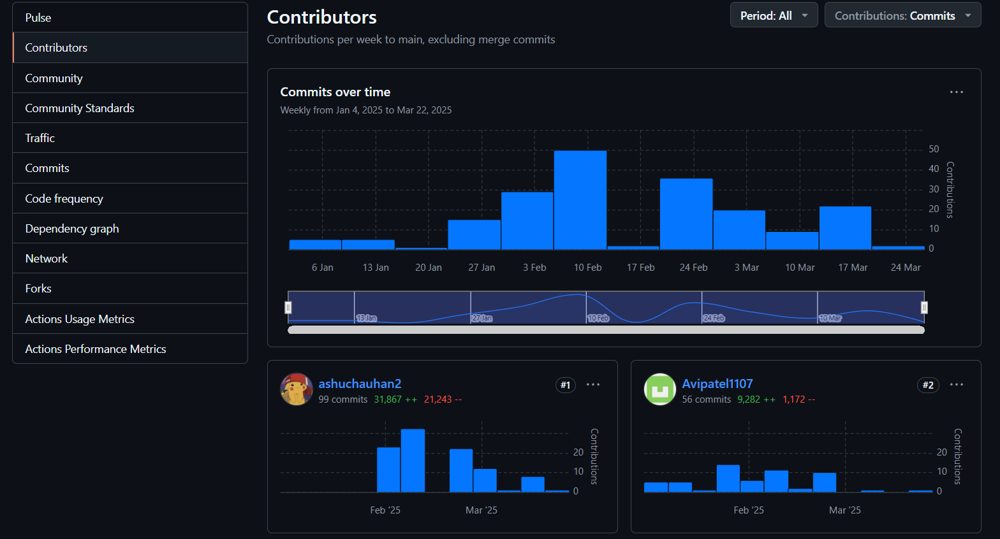 Pulse
Contributors
Community
Community Standards
Traffic
Commits
Code frequency
Dependency graph
Network
Forks
Actions Usage Metrics
Actions Performance Metrics
Contributors
Contributions per week to main, excluding merge commits
Period: All
Contributions: Commits
Commits over time
Weekly from Jan 4, 2025 to Mar 22, 2025
50
40
30
20
10
0
Contributions
6 Jan 13 Jan 20 Jan 27 Jan 3 Feb 10 Feb 17 Feb 24 Feb 3 Mar 10 Mar 17 Mar 24 Mar
13 Jan 27 Jan 10 Feb 24 Feb 10 Mar
ashuchauhan2
#1
99 commits 31,867 ++ 21,243 --
20
10
0
Contributions
Feb '25 Mar '25
Avipatel1107
#2
56 commits 9,282 ++ 1,172 --
20
10
0
Contributions
Feb '25 Mar '25